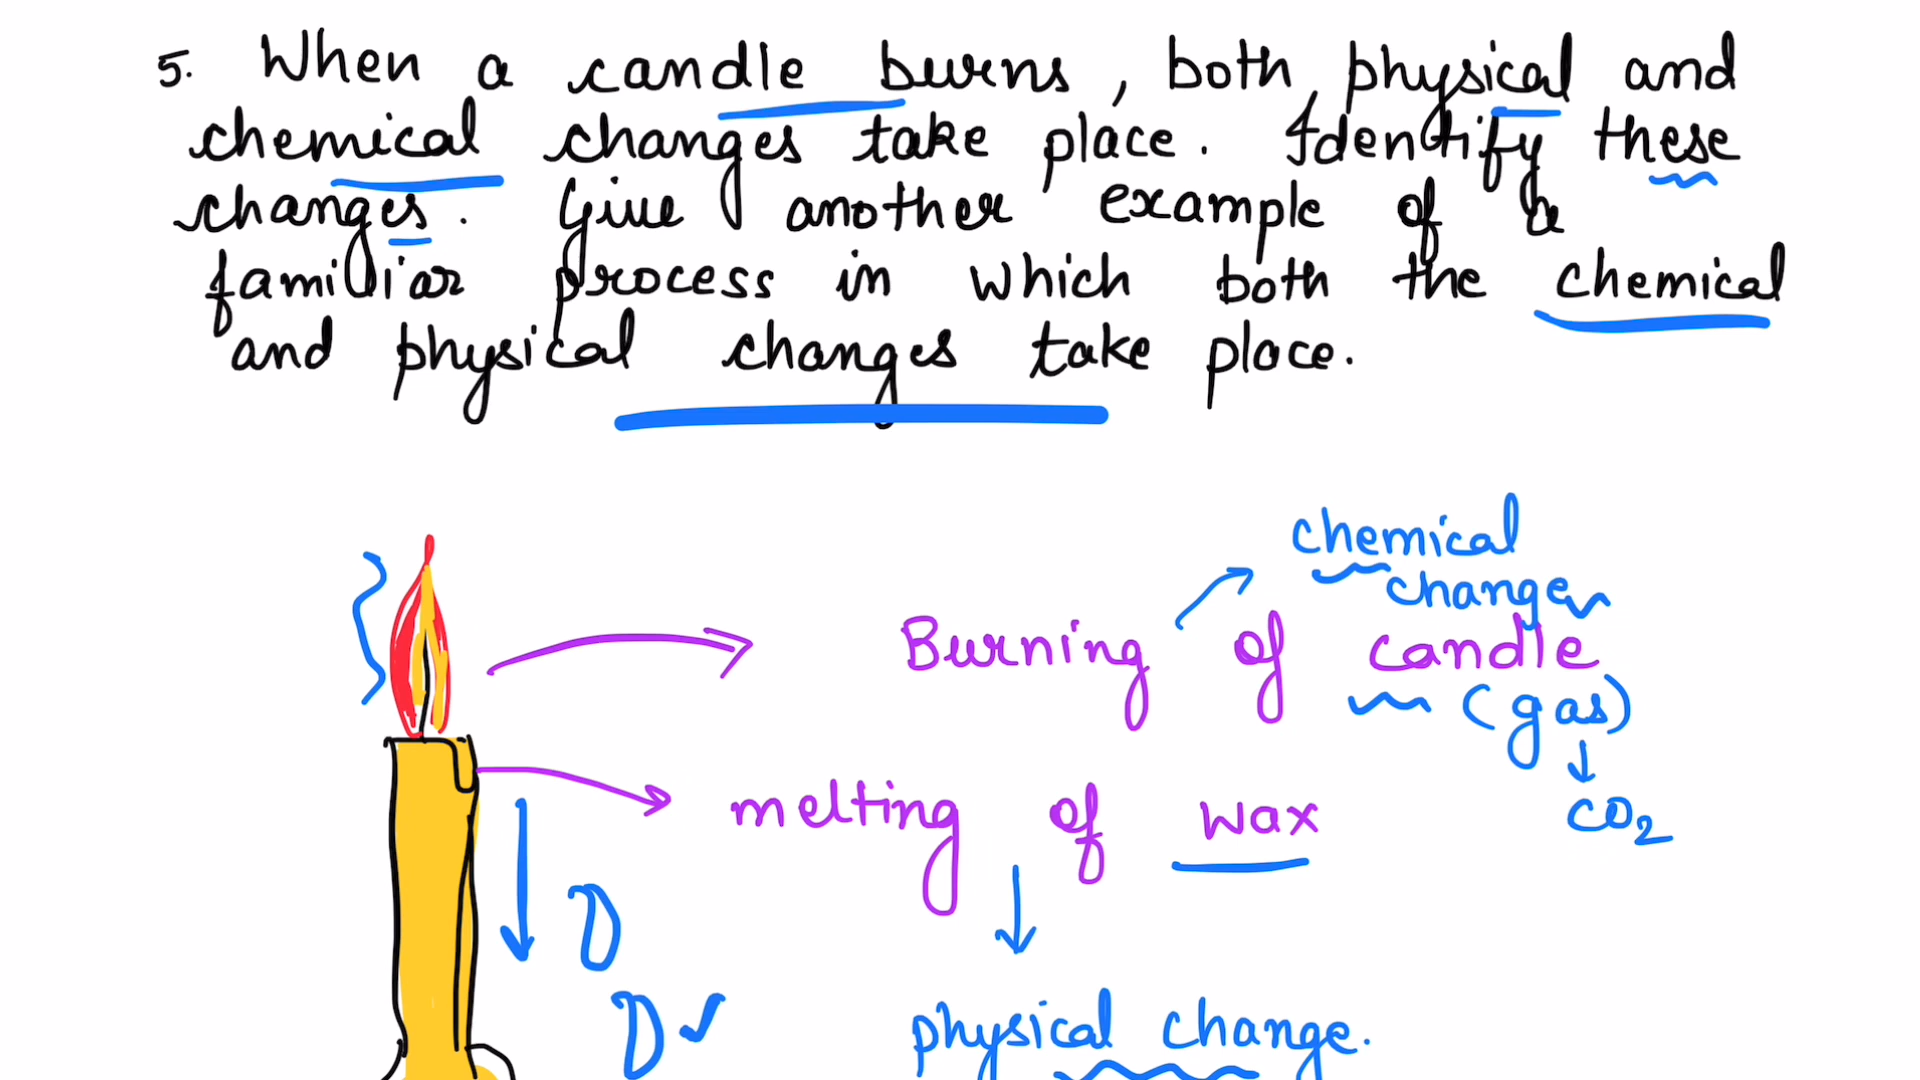 5. When a candle burns, both physical and
chemical changes take place. Identify these
changes. Give another example of a
familiar process in which both the chemical
and physical changes take place.
chemical
change
Burning of candle
(gas)
CO2
melting of wax
physical change.